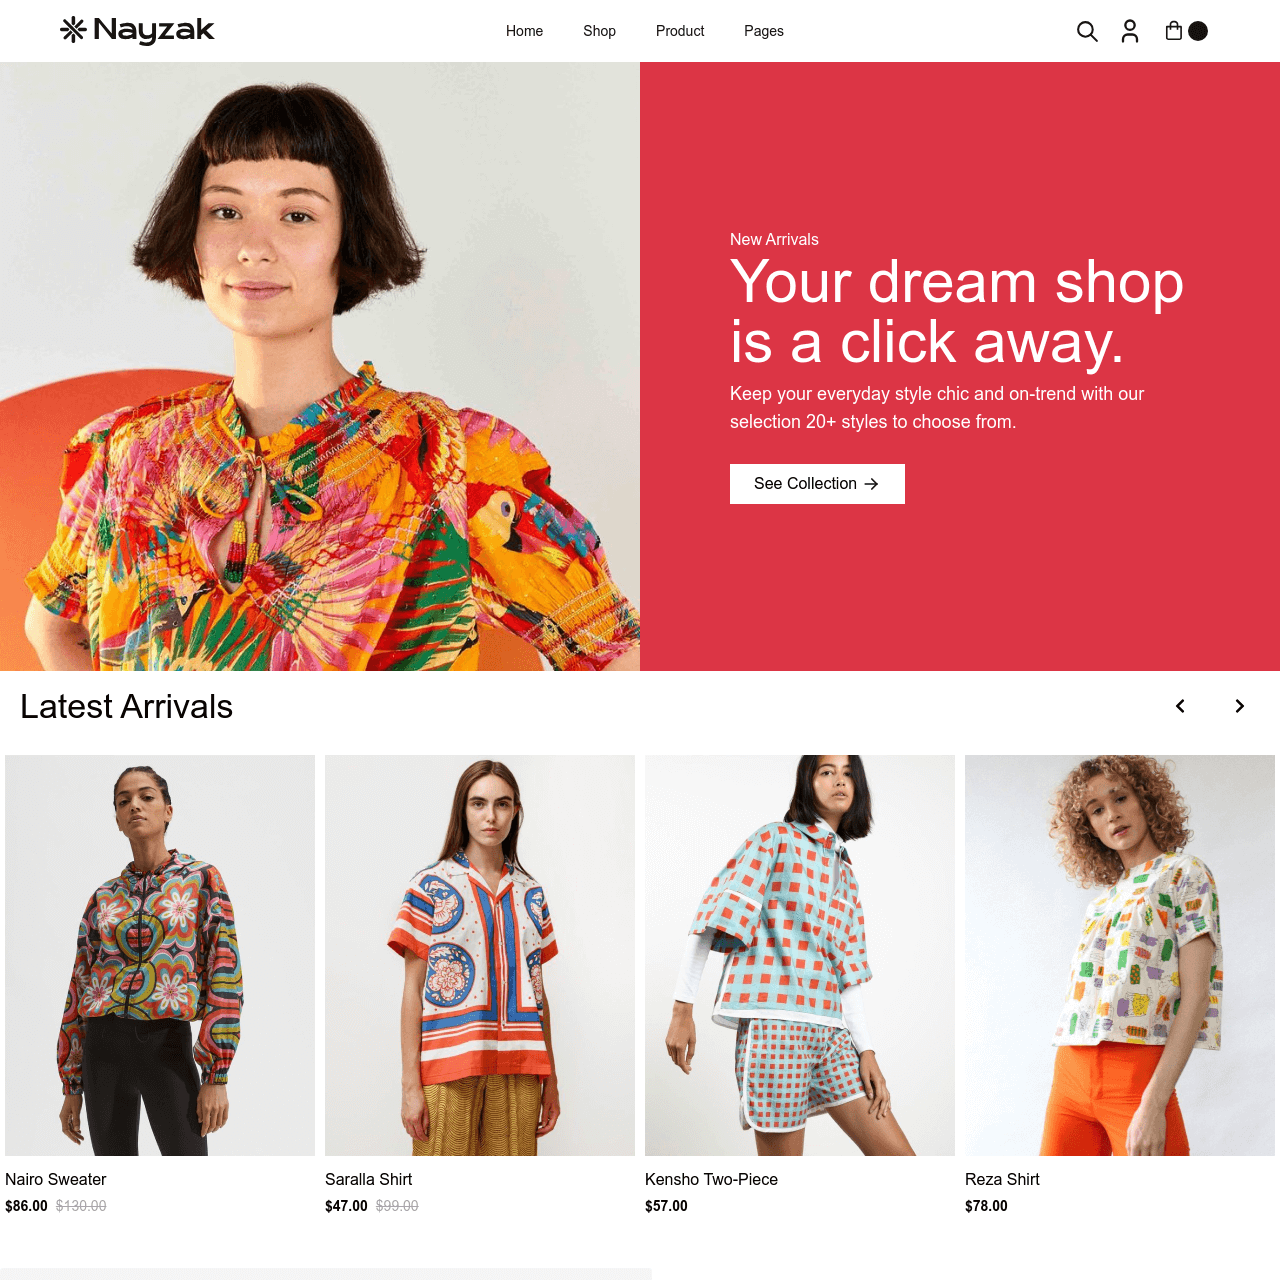 Nayzak
Home
Shop
Product
Pages
New Arrivals
Your dream shop
is a click away.
Keep your everyday style chic and on-trend with our
selection 20+ styles to choose from.
See Collection
Latest Arrivals
Nairo Sweater
$86.00 $130.00
Saralla Shirt
$47.00 $99.00
Kensho Two-Piece
$57.00
Reza Shirt
$78.00